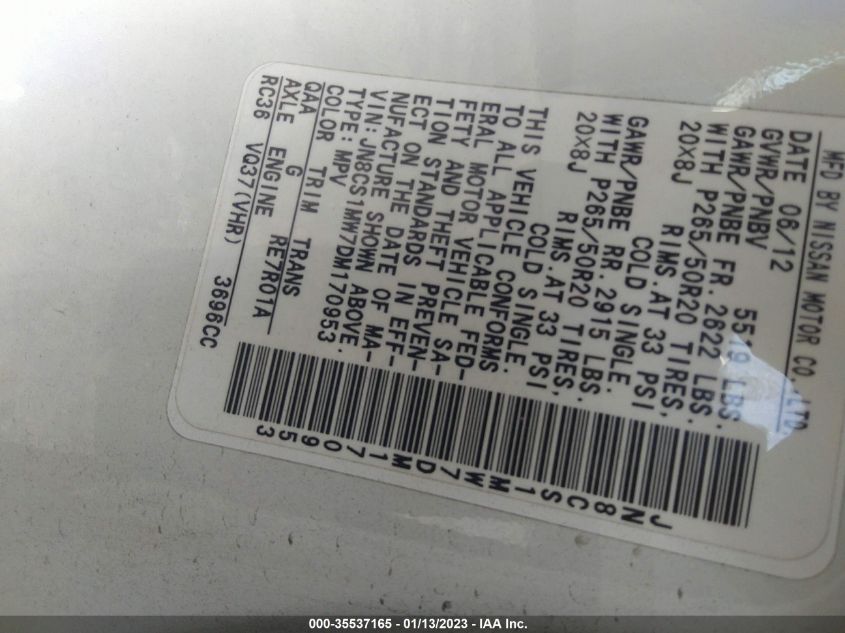 MFD BY NISSAN MOTOR CO.,LTD.
DATE 06/12
GVWR/PNBV 5519 LBS.
GAWR/PNBE FR.2622 LBS.
WITH P265/50R20 TIRES,
20X8J RIMS.AT 33 PSI
COLD SINGLE.
GAWR/PNBE RR.2915 LBS.
WITH P265/50R20 TIRES,
20X8J RIMS.AT 33 PSI
COLD SINGLE.
THIS VEHICLE CONFORMS
TO ALL APPLICABLE FED-
ERAL MOTOR VEHICLE SA-
FETY AND THEFT PREVEN-
TION STANDARDS IN EFF-
ECT ON THE DATE OF MA-
NUFACTURE SHOWN ABOVE.
VIN:JN8CS1MW7DM170953
TYPE:MPV
COLOR TRIM TRANS
QAA G RE7R01A
AXLE ENGINE
RC36 VQ37(VHR) 3696CC
JN8CS1MW7DM170953
000-35537165 - 01/13/2023 - IAA Inc.